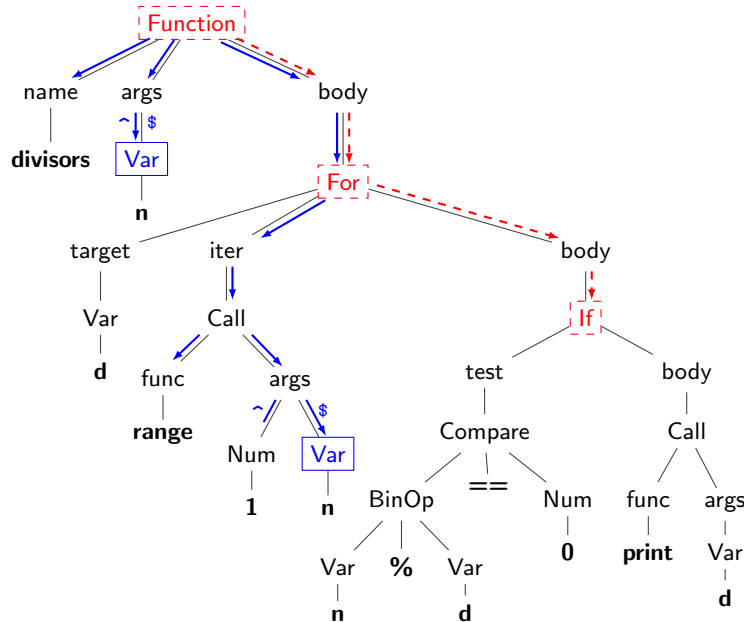 Function
name args body
^ $
divisors Var
n
For
target iter body
Var Call If
d
func args test body
^ $
range
Num Var Compare Call
1 n
BinOp == Num func args
Var % Var 0 print Var
n d d